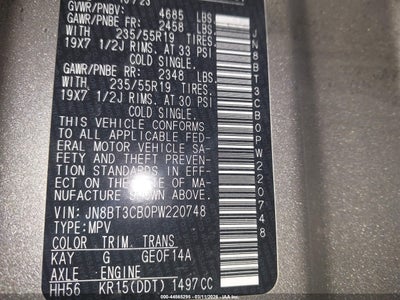 GVWR/PNBV: 4685 LBS.
GAWR/PNBE FR: 2458 LBS.
WITH 235/55R19 TIRES.
19X7 1/2J RIMS. AT 33 PSI
COLD SINGLE.
GAWR/PNBE RR: 2348 LBS.
WITH 235/55R19 TIRES.
19X7 1/2J RIMS. AT 30 PSI
COLD SINGLE.
THIS VEHICLE CONFORMS
TO ALL APPLICABLE FED-
ERAL MOTOR VEHICLE SA-
FETY AND THEFT PREVEN-
TION STANDARDS IN EFF-
ECT ON THE DATE OF MA-
NUFACTURE SHOWN ABOVE.
VIN: JN8BT3CB0PW220748
TYPE: MPV
COLOR TRIM. TRANS
KAY G GEOF14A
AXLE ENGINE
HH56 KR15(DDT) 1497CC
JN8BT3CB0PW220748